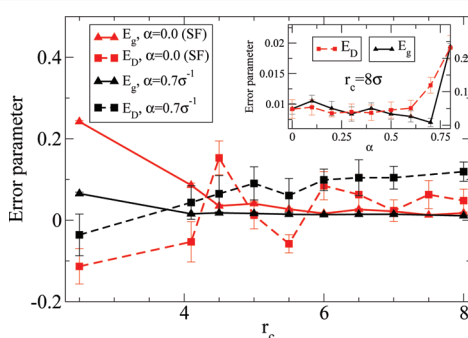 E_g, α=0.0 (SF)
E_D, α=0.0 (SF)
E_g, α=0.7σ⁻¹
E_D, α=0.7σ⁻¹
E_D
E_g
r_c=8σ
Error parameter
0.02
0.015
0.01
0.2
0.1
0
0 0.25 0.5 0.75
α
Error parameter
0.4
0.2
0
-0.2
4 6 8
r_c